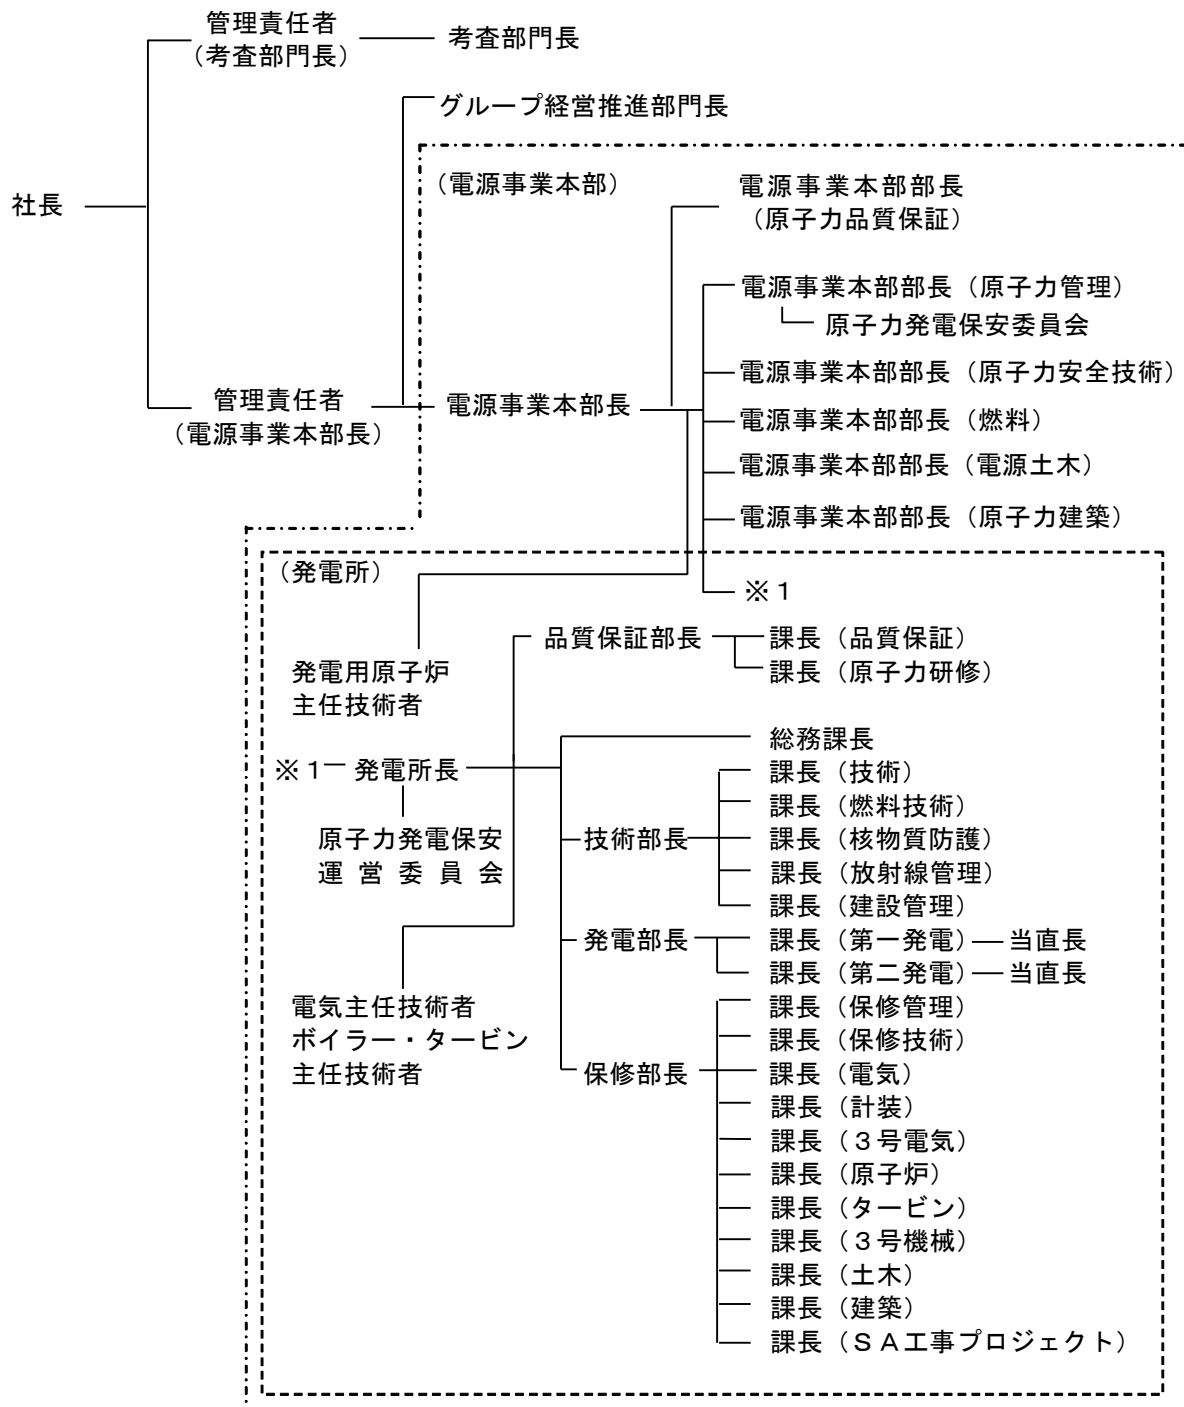 管理責任者
（考査部門長）
考査部門長
グループ経営推進部門長
社長
（電源事業本部）
電源事業本部部長
（原子力品質保証）
電源事業本部部長（原子力管理）
原子力発電保安委員会
電源事業本部部長（原子力安全技術）
管理責任者
（電源事業本部長）
電源事業本部長
電源事業本部部長（燃料）
電源事業本部部長（電源土木）
電源事業本部部長（原子力建築）
（発電所）
※１
発電用原子炉
主任技術者
品質保証部長
課長（品質保証）
課長（原子力研修）
※１
発電所長
原子力発電保安
運営委員会
電気主任技術者
ボイラー・タービン
主任技術者
総務課長
技術部長
課長（技術）
課長（燃料技術）
課長（核物質防護）
課長（放射線管理）
課長（建設管理）
発電部長
課長（第一発電）
当直長
課長（第二発電）
当直長
保修部長
課長（保修管理）
課長（保修技術）
課長（電気）
課長（計装）
課長（３号電気）
課長（原子炉）
課長（タービン）
課長（３号機械）
課長（土木）
課長（建築）
課長（ＳＡ工事プロジェクト）